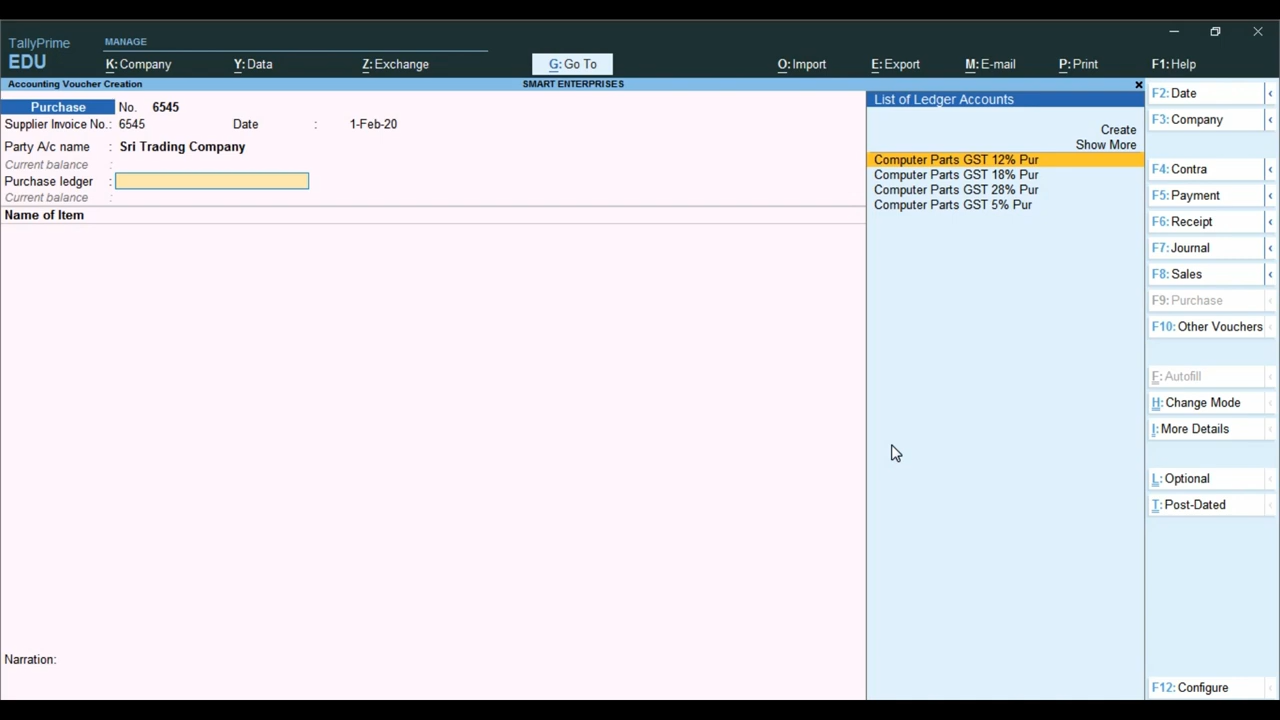 TallyPrime
EDU
MANAGE
K: Company
Y: Data
Z: Exchange
G: Go To
O: Import
E: Export
M: E-mail
P: Print
F1: Help
Accounting Voucher Creation
SMART ENTERPRISES
Purchase No. 6545
Supplier Invoice No.: 6545 Date : 1-Feb-20
Party A/c name : Sri Trading Company
Current balance :
Purchase ledger :
Current balance :
Name of Item
Narration:
List of Ledger Accounts
Create
Show More
Computer Parts GST 12% Pur
Computer Parts GST 18% Pur
Computer Parts GST 28% Pur
Computer Parts GST 5% Pur
F2: Date
F3: Company
F4: Contra
F5: Payment
F6: Receipt
F7: Journal
F8: Sales
F9: Purchase
F10: Other Vouchers
F: Autofill
H: Change Mode
I: More Details
L: Optional
T: Post-Dated
F12: Configure